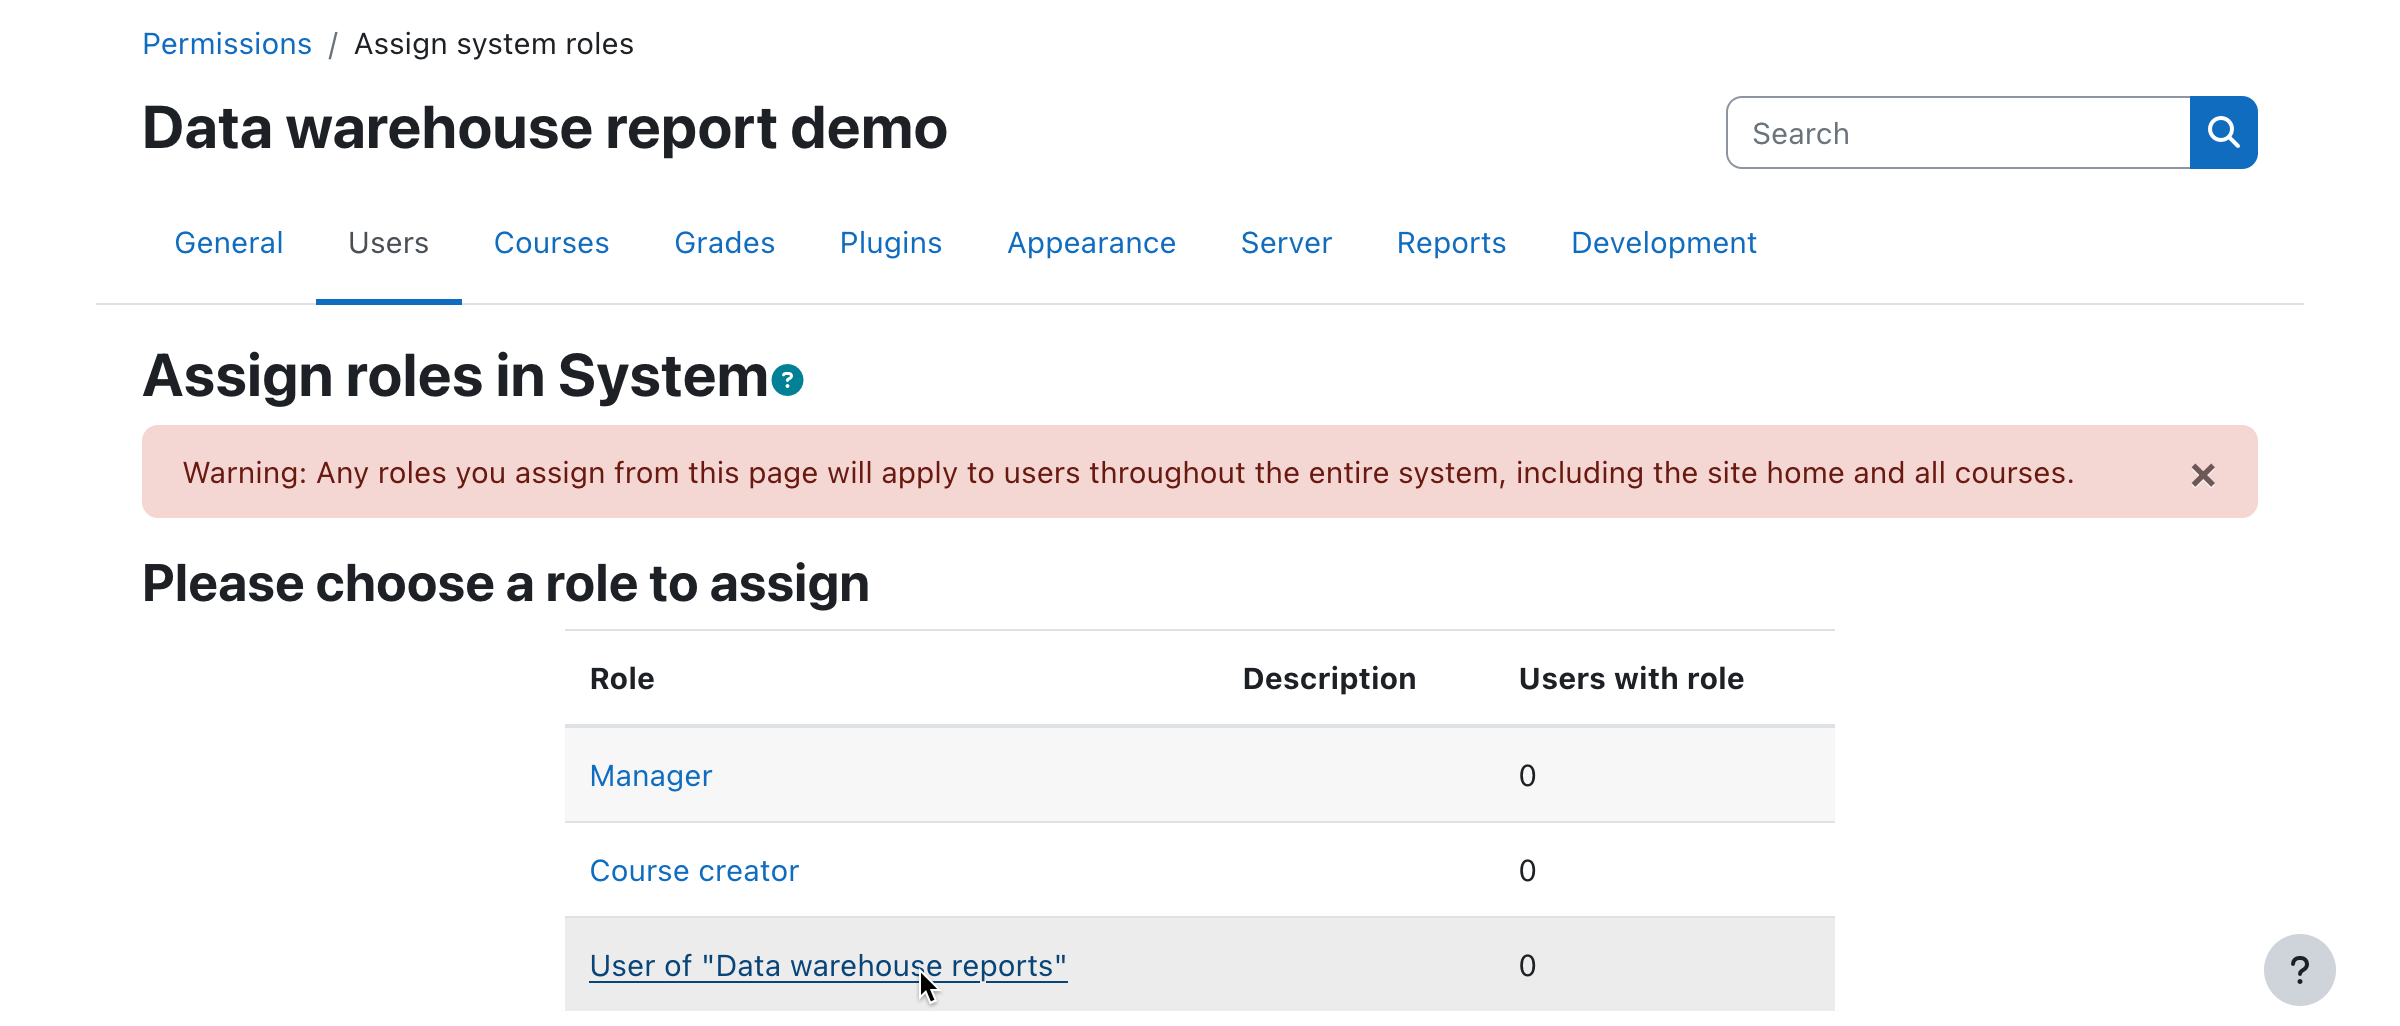 Permissions / Assign system roles
Data warehouse report demo
Search
General Users Courses Grades Plugins Appearance Server Reports Development
Assign roles in System ?
Warning: Any roles you assign from this page will apply to users throughout the entire system, including the site home and all courses. ×
Please choose a role to assign
Role Description Users with role
Manager 0
Course creator 0
User of "Data warehouse reports" 0
?